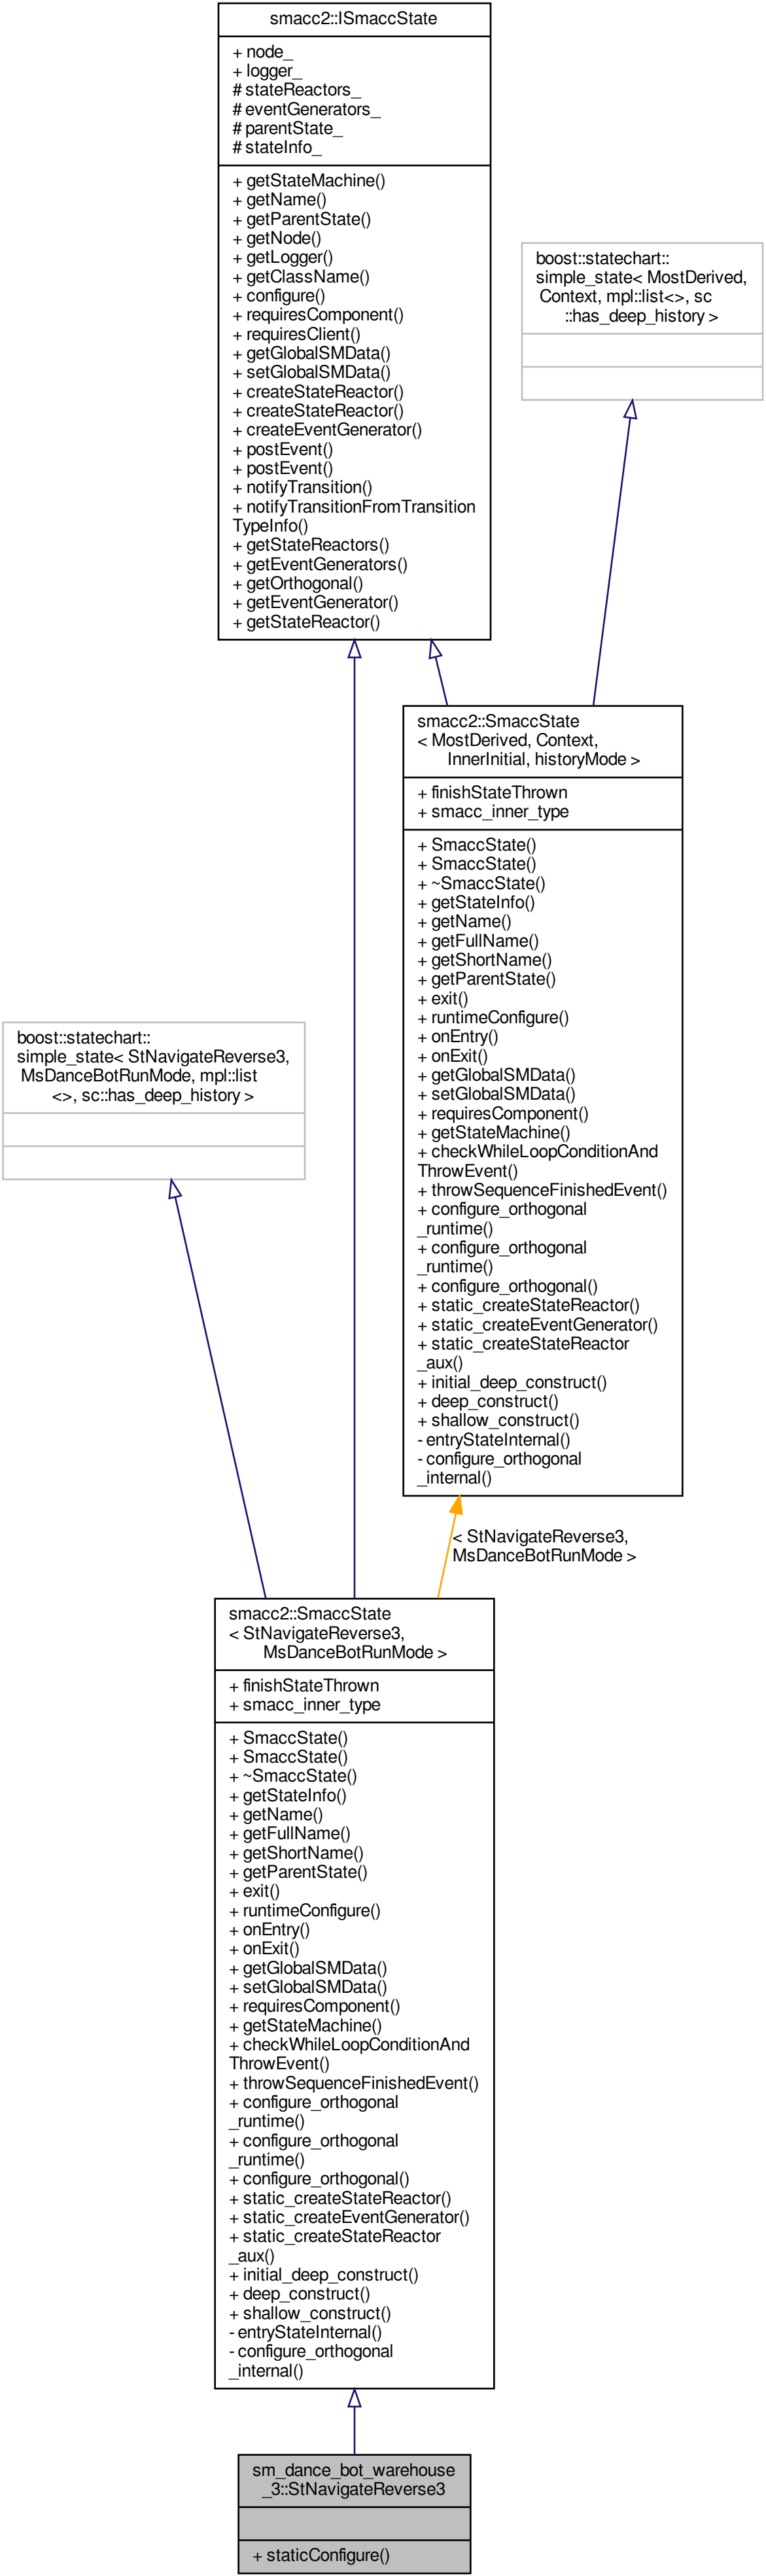 smacc2::ISmaccState
+ node_
+ logger_
# stateReactors_
# eventGenerators_
# parentState_
# stateInfo_
+ getStateMachine()
+ getName()
+ getParentState()
+ getNode()
+ getLogger()
+ getClassName()
+ configure()
+ requiresComponent()
+ requiresClient()
+ getGlobalSMData()
+ setGlobalSMData()
+ createStateReactor()
+ createStateReactor()
+ createEventGenerator()
+ postEvent()
+ postEvent()
+ notifyTransition()
+ notifyTransitionFromTransition
TypeInfo()
+ getStateReactors()
+ getEventGenerators()
+ getOrthogonal()
+ getEventGenerator()
+ getStateReactor()
boost::statechart::
simple_state< MostDerived,
Context, mpl::list<>, sc
::has_deep_history >
smacc2::SmaccState
< MostDerived, Context,
InnerInitial, historyMode >
+ finishStateThrown
+ smacc_inner_type
+ SmaccState()
+ SmaccState()
+ ~SmaccState()
+ getStateInfo()
+ getName()
+ getFullName()
+ getShortName()
+ getParentState()
+ exit()
+ runtimeConfigure()
+ onEntry()
+ onExit()
+ getGlobalSMData()
+ setGlobalSMData()
+ requiresComponent()
+ getStateMachine()
+ checkWhileLoopConditionAnd
ThrowEvent()
+ throwSequenceFinishedEvent()
+ configure_orthogonal
_runtime()
+ configure_orthogonal
_runtime()
+ configure_orthogonal()
+ static_createStateReactor()
+ static_createEventGenerator()
+ static_createStateReactor
_aux()
+ initial_deep_construct()
+ deep_construct()
+ shallow_construct()
- entryStateInternal()
- configure_orthogonal
_internal()
boost::statechart::
simple_state< StNavigateReverse3,
MsDanceBotRunMode, mpl::list
<>, sc::has_deep_history >
< StNavigateReverse3,
MsDanceBotRunMode >
smacc2::SmaccState
< StNavigateReverse3,
MsDanceBotRunMode >
+ finishStateThrown
+ smacc_inner_type
+ SmaccState()
+ SmaccState()
+ ~SmaccState()
+ getStateInfo()
+ getName()
+ getFullName()
+ getShortName()
+ getParentState()
+ exit()
+ runtimeConfigure()
+ onEntry()
+ onExit()
+ getGlobalSMData()
+ setGlobalSMData()
+ requiresComponent()
+ getStateMachine()
+ checkWhileLoopConditionAnd
ThrowEvent()
+ throwSequenceFinishedEvent()
+ configure_orthogonal
_runtime()
+ configure_orthogonal
_runtime()
+ configure_orthogonal()
+ static_createStateReactor()
+ static_createEventGenerator()
+ static_createStateReactor
_aux()
+ initial_deep_construct()
+ deep_construct()
+ shallow_construct()
- entryStateInternal()
- configure_orthogonal
_internal()
sm_dance_bot_warehouse
_3::StNavigateReverse3
+ staticConfigure()